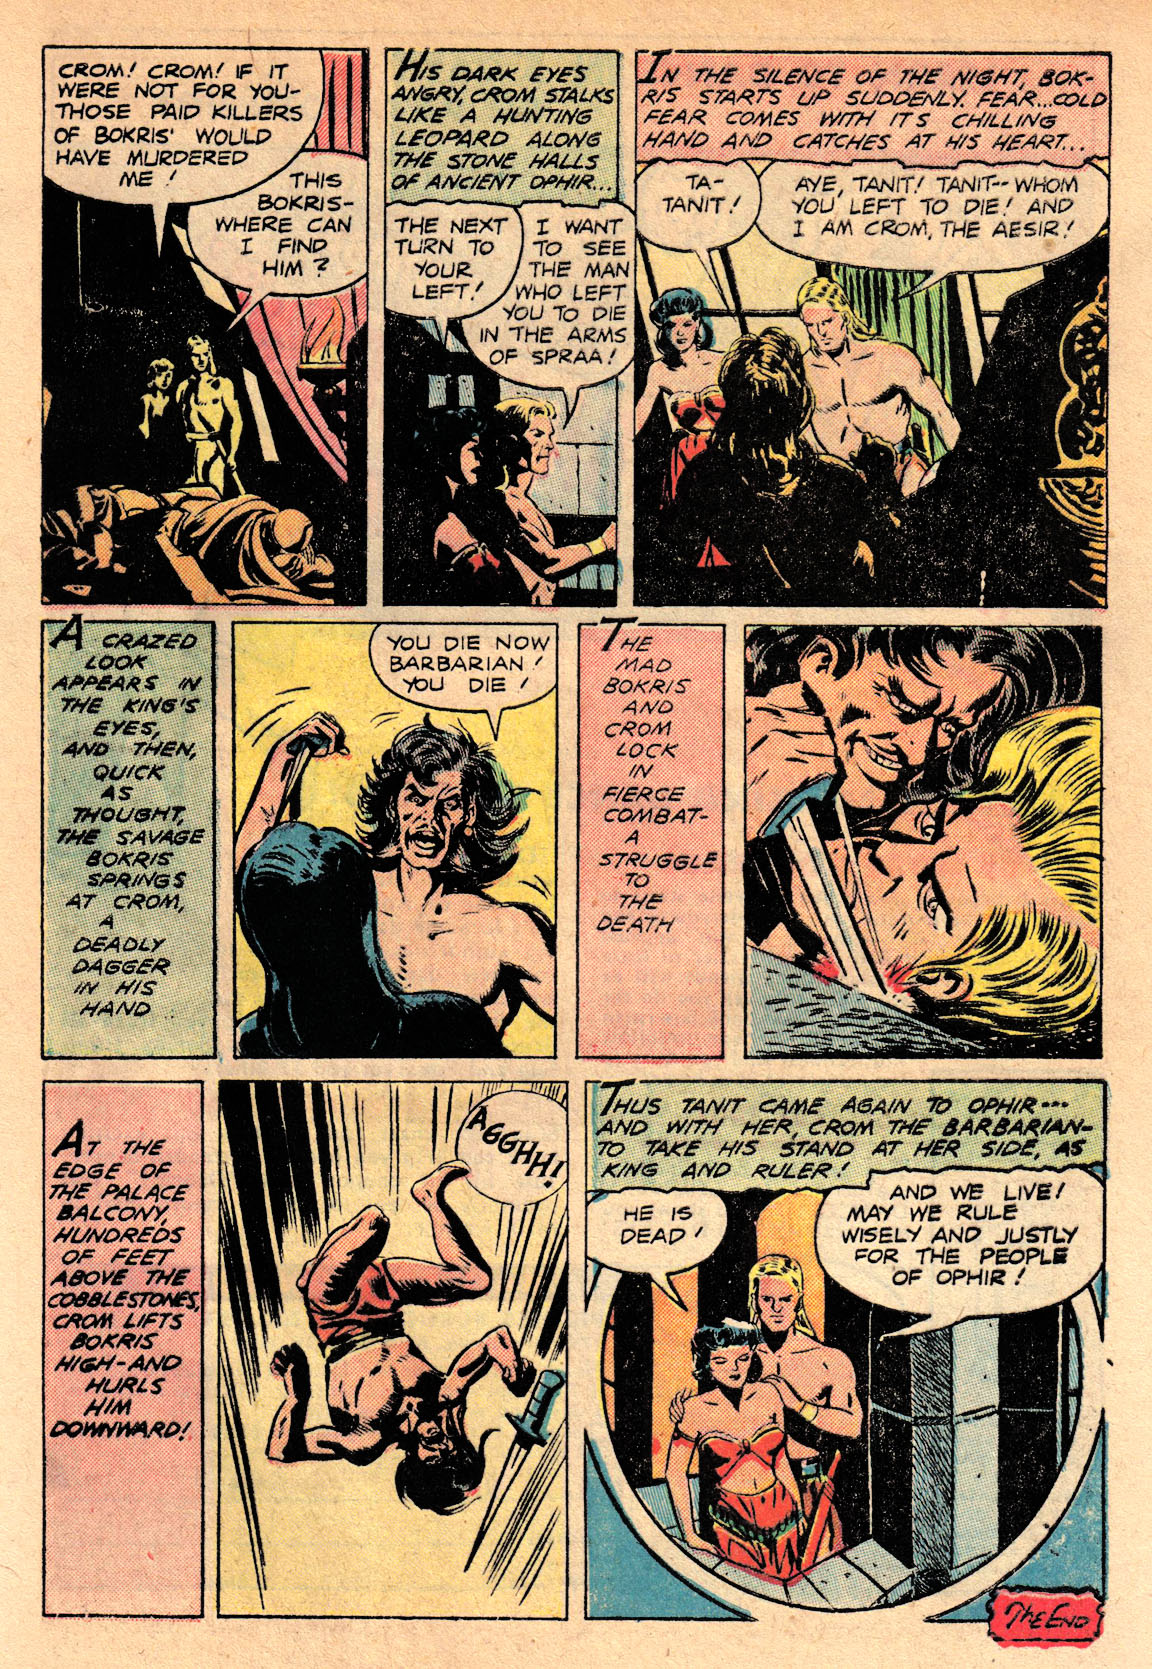 CROM! CROM! IF IT
WERE NOT FOR YOU-
THOSE PAID KILLERS
OF BOKRIS' WOULD
HAVE MURDERED
ME!
THIS
BOKRIS-
WHERE CAN
I FIND
HIM?
HIS DARK EYES
ANGRY, CROM STALKS
LIKE A HUNTING
LEOPARD ALONG
THE STONE HALLS
OF ANCIENT OPHIR...
THE NEXT
TURN TO
YOUR
LEFT!
I WANT
TO SEE
THE MAN
WHO LEFT
YOU TO DIE
IN THE ARMS
OF SPRAA!
IN THE SILENCE OF THE NIGHT, BOK-
RIS STARTS UP SUDDENLY. FEAR...COLD
FEAR COMES WITH ITS CHILLING
HAND AND CATCHES AT HIS HEART...
TA-
TANIT!
AYE, TANIT! TANIT--WHOM
YOU LEFT TO DIE! AND
I AM CROM, THE AESIR!
A CRAZED
LOOK
APPEARS IN
THE KING'S
EYES,
AND THEN,
QUICK
AS
THOUGHT,
THE SAVAGE
BOKRIS
SPRINGS
AT CROM,
A
DEADLY
DAGGER
IN HIS
HAND
YOU DIE NOW
BARBARIAN!
YOU DIE!
THE
MAD
BOKRIS
AND
CROM
LOCK
IN
FIERCE
COMBAT-
A
STRUGGLE
TO
THE
DEATH
AT THE
EDGE OF
THE PALACE
BALCONY,
HUNDREDS
OF FEET
ABOVE THE
COBBLESTONES,
CROM LIFTS
BOKRIS
HIGH-AND
HURLS
HIM
DOWNWARD!
AGGHH!
THUS TANIT CAME AGAIN TO OPHIR---
AND WITH HER, CROM THE BARBARIAN-
TO TAKE HIS STAND AT HER SIDE, AS
KING AND RULER!
HE IS
DEAD!
AND WE LIVE!
MAY WE RULE
WISELY AND JUSTLY
FOR THE PEOPLE
OF OPHIR!
THE END